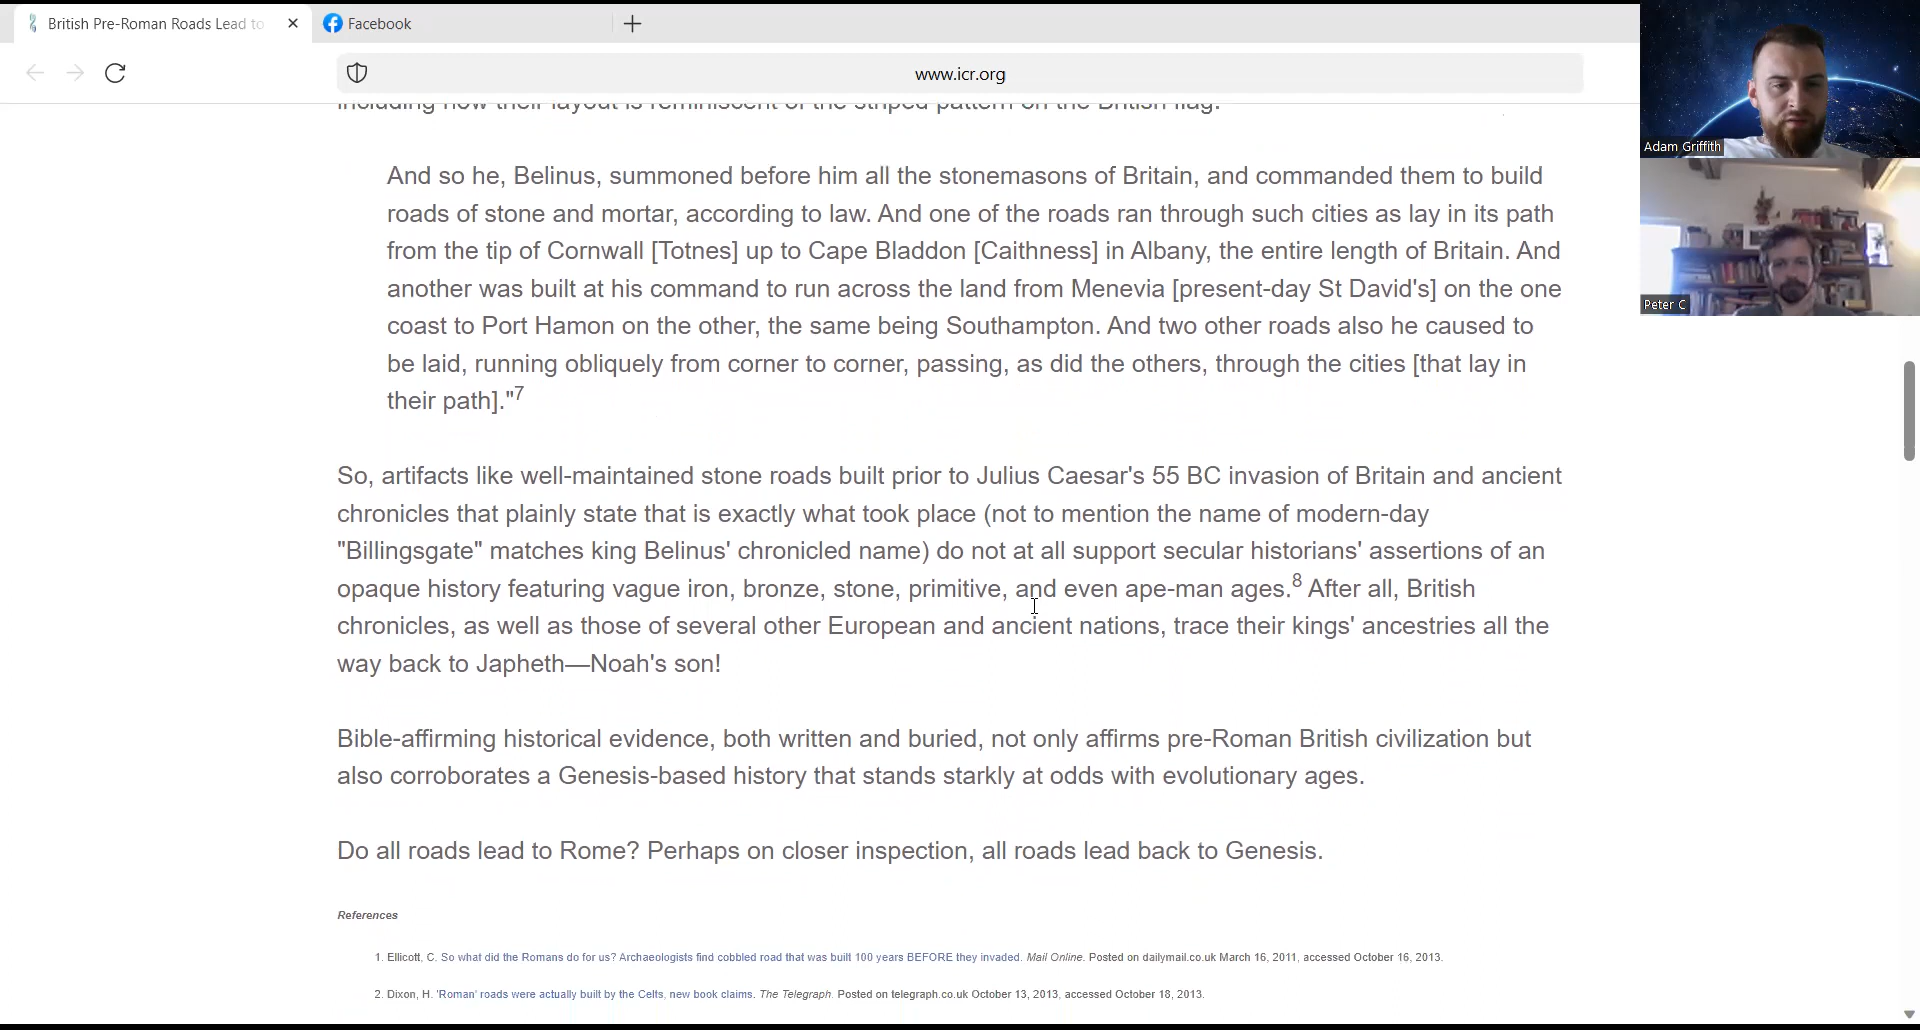 British Pre-Roman Roads Lead to
Facebook
www.icr.org
including how their layout is reminiscent of the striped pattern on the British flag.
And so he, Belinus, summoned before him all the stonemasons of Britain, and commanded them to build
roads of stone and mortar, according to law. And one of the roads ran through such cities as lay in its path
from the tip of Cornwall [Totnes] up to Cape Bladdon [Caithness] in Albany, the entire length of Britain. And
another was built at his command to run across the land from Menevia [present-day St David's] on the one
coast to Port Hamon on the other, the same being Southampton. And two other roads also he caused to
be laid, running obliquely from corner to corner, passing, as did the others, through the cities [that lay in
their path]."7
So, artifacts like well-maintained stone roads built prior to Julius Caesar's 55 BC invasion of Britain and ancient
chronicles that plainly state that is exactly what took place (not to mention the name of modern-day
"Billingsgate" matches king Belinus' chronicled name) do not at all support secular historians' assertions of an
opaque history featuring vague iron, bronze, stone, primitive, and even ape-man ages.8 After all, British
chronicles, as well as those of several other European and ancient nations, trace their kings' ancestries all the
way back to Japheth—Noah's son!
Bible-affirming historical evidence, both written and buried, not only affirms pre-Roman British civilization but
also corroborates a Genesis-based history that stands starkly at odds with evolutionary ages.
Do all roads lead to Rome? Perhaps on closer inspection, all roads lead back to Genesis.
References
1. Ellicott, C. So what did the Romans do for us? Archaeologists find cobbled road that was built 100 years BEFORE they invaded. Mail Online. Posted on dailymail.co.uk March 16, 2011, accessed October 16, 2013.
2. Dixon, H. 'Roman' roads were actually built by the Celts, new book claims. The Telegraph. Posted on telegraph.co.uk October 13, 2013, accessed October 18, 2013.
Adam Griffith
Peter C